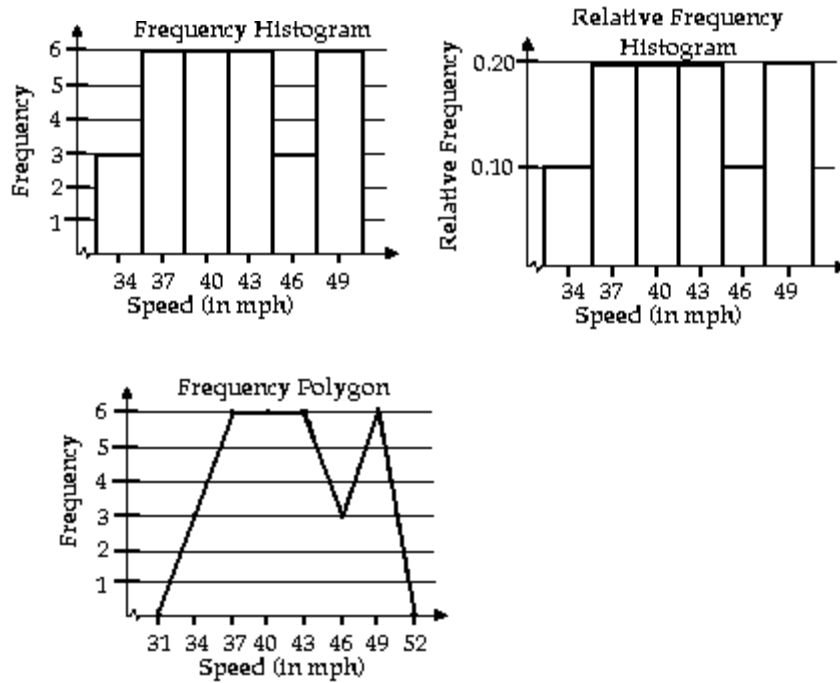 Frequency Histogram
Frequency
6
5
4
3
2
1
34 37 40 43 46 49
Speed (in mph)
Relative Frequency
Histogram
Relative Frequency
0.20
0.10
34 37 40 43 46 49
Speed (in mph)
Frequency Polygon
Frequency
6
5
4
3
2
1
31 34 37 40 43 46 49 52
Speed (in mph)